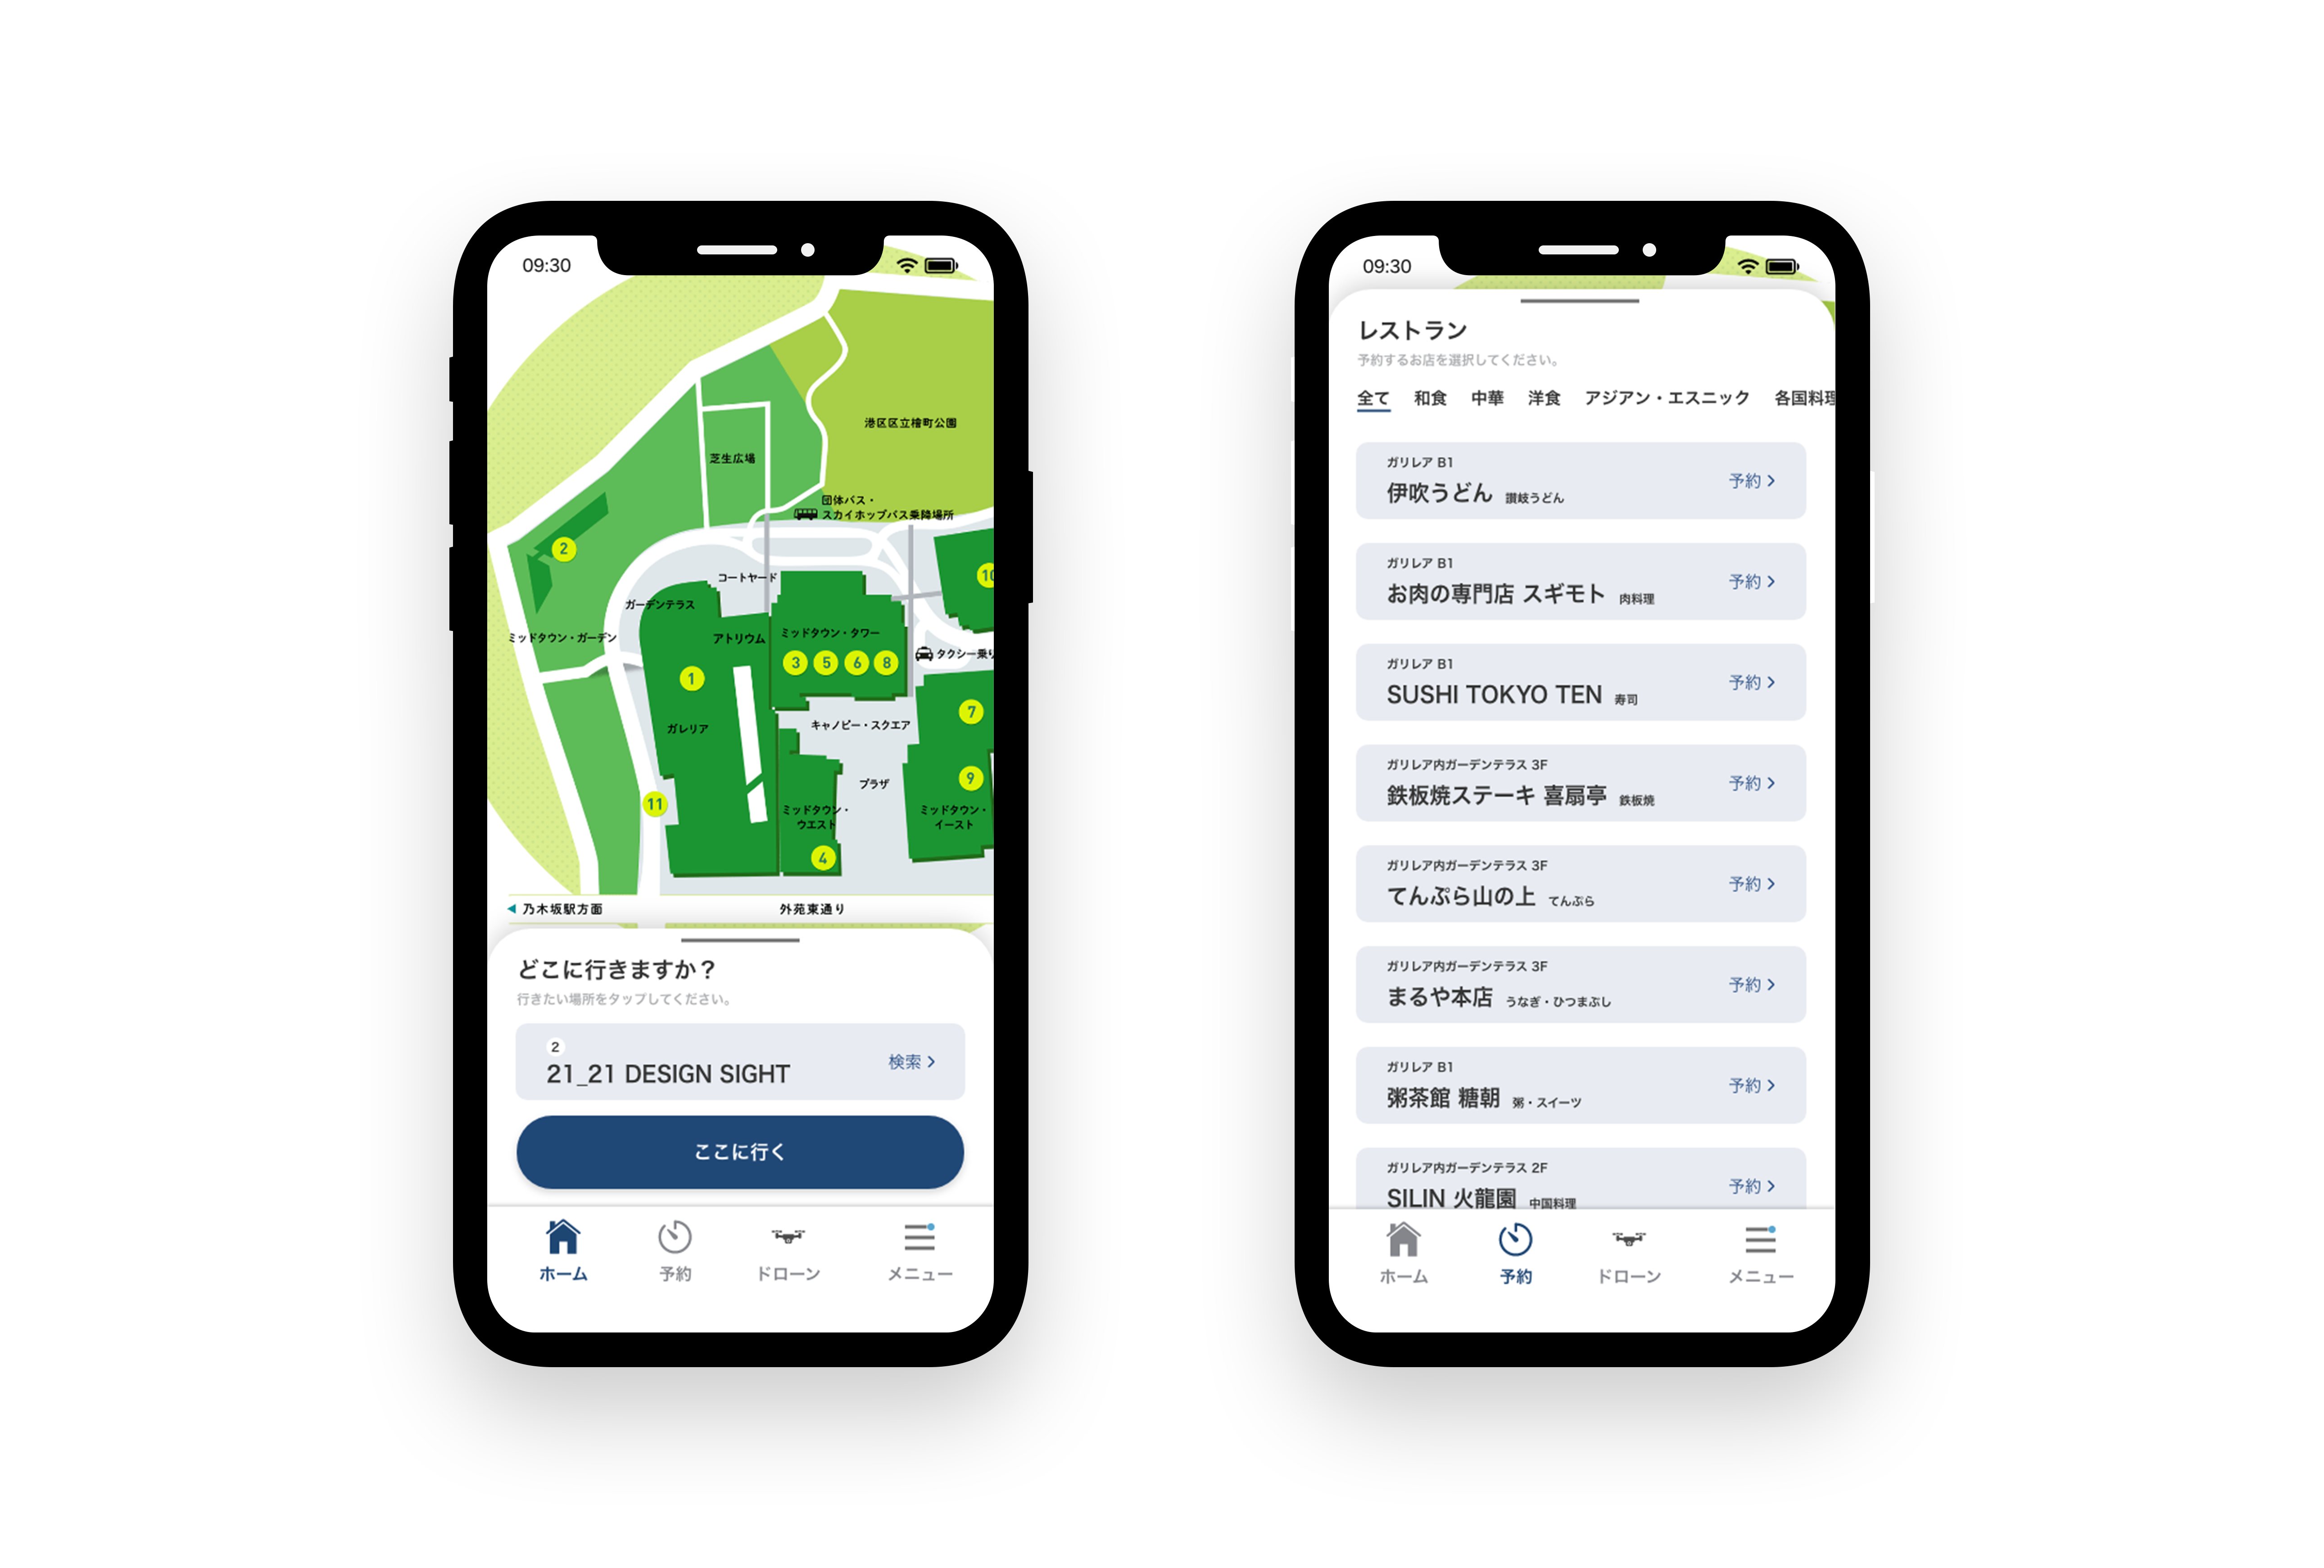 09:30
港区区立檜町公園
芝生広場
団体バス・
スカイホップバス乗降場所
2
10
コートヤード
ガーデンテラス
ミッドタウン・ガーデン
アトリウム
ミッドタウン・タワー
タクシー乗り
3 5 6 8
1
7
キャノピー・スクエア
ガレリア
9
プラザ
11
ミッドタウン・
ウエスト
ミッドタウン・
イースト
4
乃木坂駅方面
外苑東通り
どこに行きますか？
行きたい場所をタップしてください。
2
21_21 DESIGN SIGHT
検索
ここに行く
ホーム 予約 ドローン メニュー
09:30
レストラン
予約するお店を選択してください。
全て 和食 中華 洋食 アジアン・エスニック 各国料理
ガリレア B1
伊吹うどん 讃岐うどん
予約
ガリレア B1
お肉の専門店 スギモト 肉料理
予約
ガリレア B1
SUSHI TOKYO TEN 寿司
予約
ガリレア内ガーデンテラス 3F
鉄板焼ステーキ 喜扇亭 鉄板焼
予約
ガリレア内ガーデンテラス 3F
てんぷら山の上 てんぷら
予約
ガリレア内ガーデンテラス 3F
まるや本店 うなぎ・ひつまぶし
予約
ガリレア B1
粥茶館 糖朝 粥・スイーツ
予約
ガリレア内ガーデンテラス 2F
SILIN 火龍園 中国料理
予約
ホーム 予約 ドローン メニュー